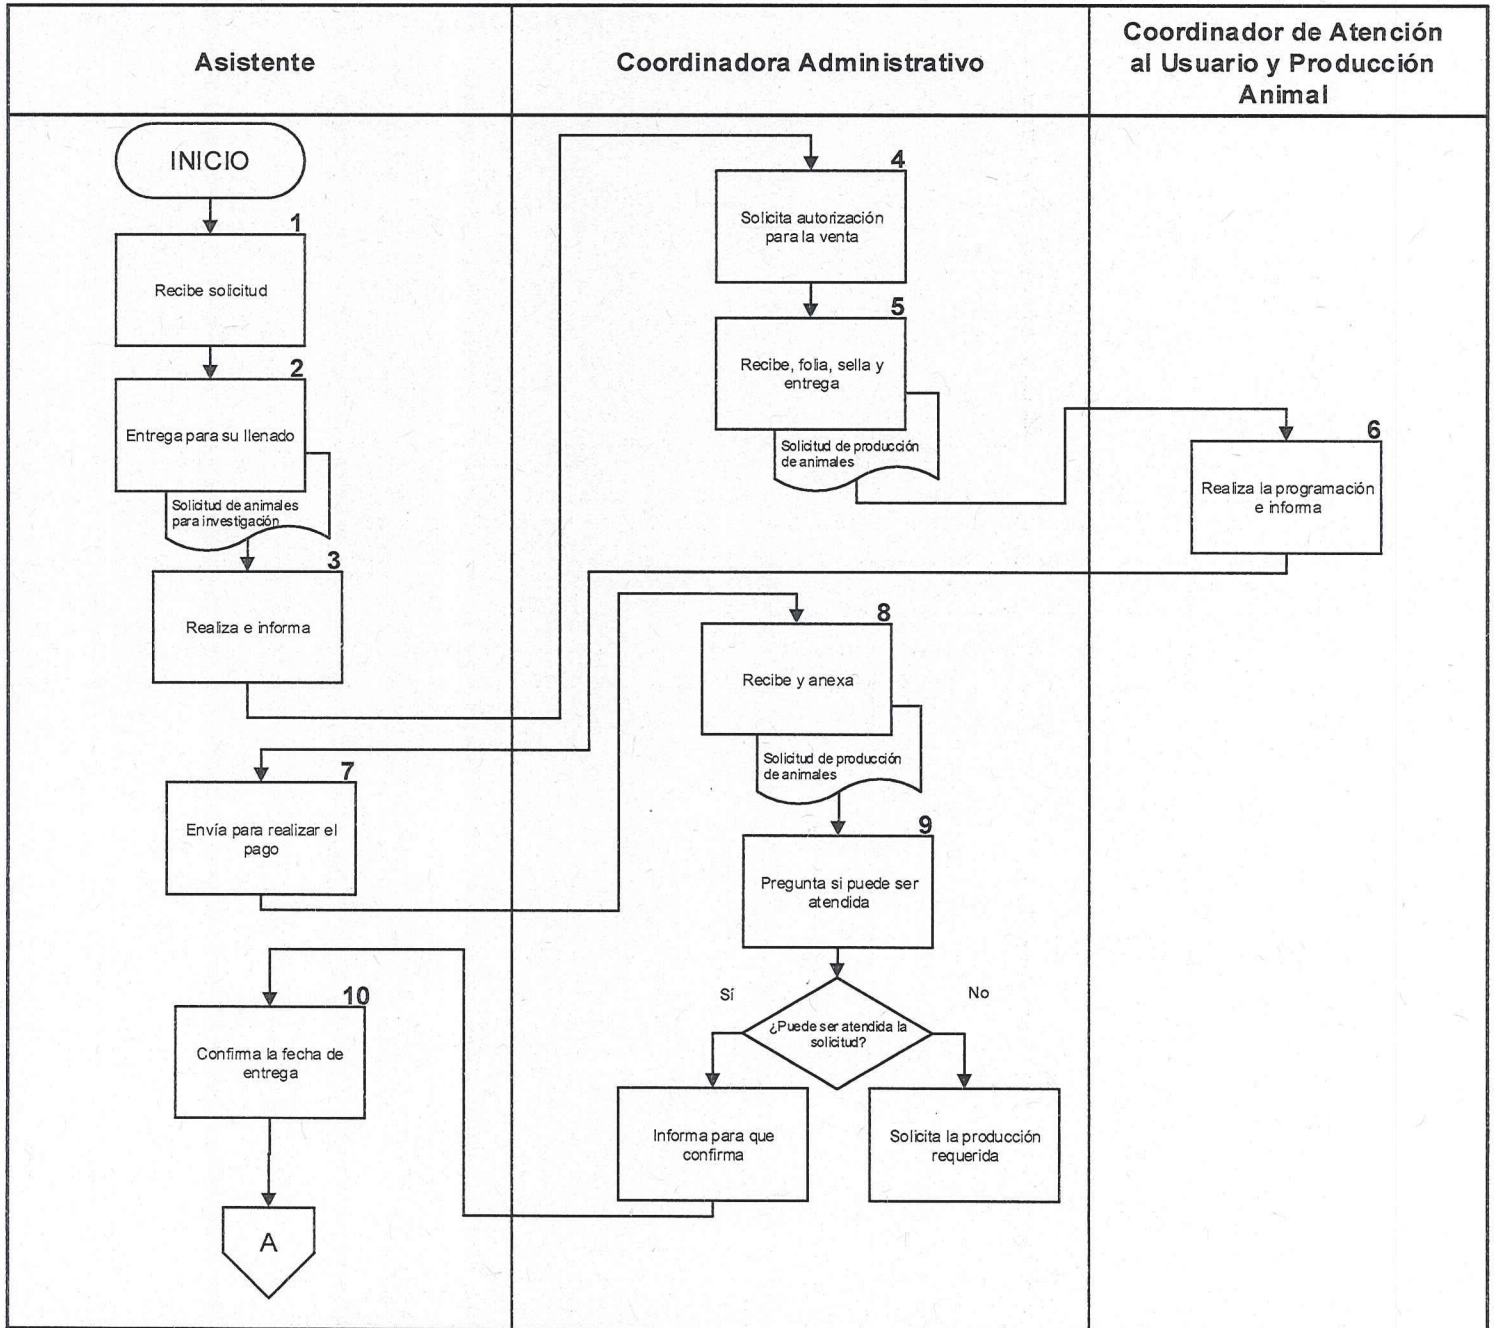 Asistente
Coordinadora Administrativo
Coordinador de Atención
al Usuario y Producción
Animal
INICIO
1
Recibe solicitud
2
Entrega para su llenado
Solicitud de animales
para investigación
3
Realiza e informa
4
Solicita autorización
para la venta
5
Recibe, folia, sella y
entrega
Solicitud de producción
de animales
6
Realiza la programación
e informa
7
Envía para realizar el
pago
8
Recibe y anexa
Solicitud de producción
de animales
9
Pregunta si puede ser
atendida
¿Puede ser atendida la
solicitud?
Sí
No
Informa para que
confirma
Solicita la producción
requerida
10
Confirma la fecha de
entrega
A